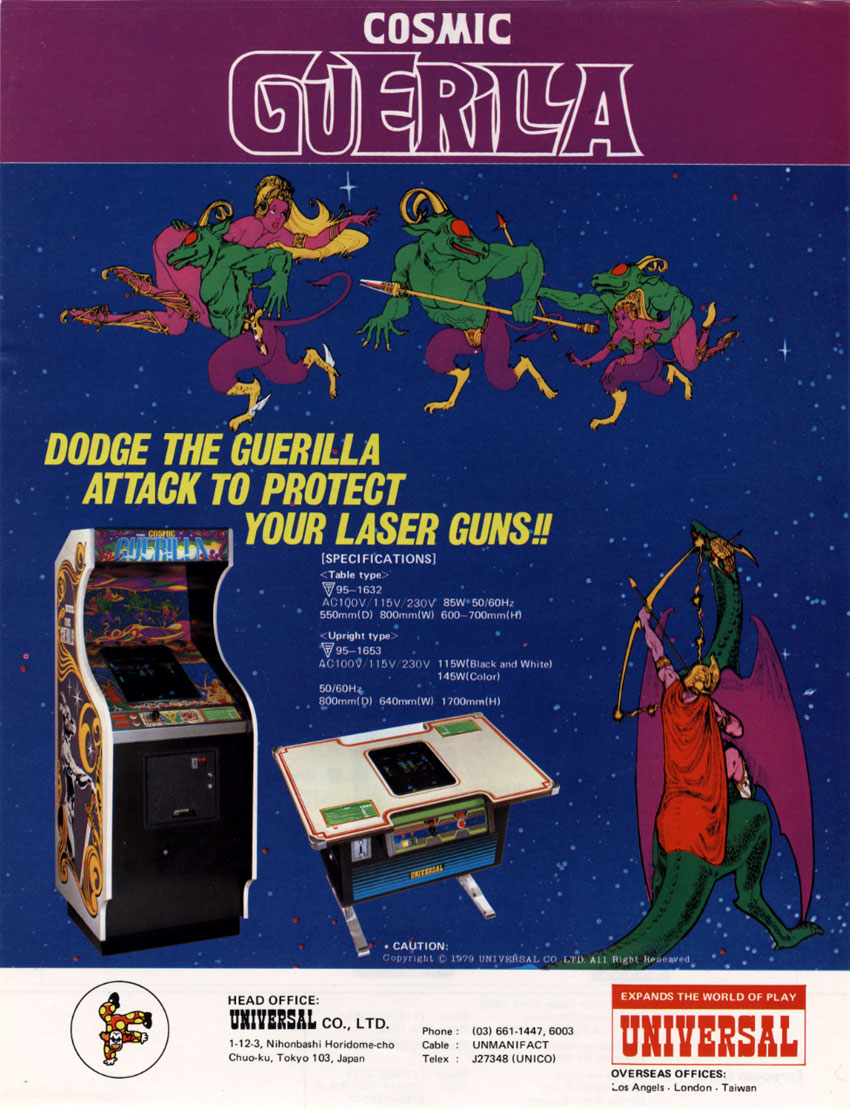 COSMIC
GUERILLA
DODGE THE GUERILLA
ATTACK TO PROTECT
YOUR LASER GUNS!!
[SPECIFICATIONS]
<Table type>
95-1632
AC100V/115V/230V 85W 50/60Hz
550mm(D) 800mm(W) 600-700mm(H)
<Upright type>
95-1653
AC100V/115V/230V 115W(Black and White)
145W(Color)
50/60Hz
800mm(D) 640mm(W) 1700mm(H)
COSMIC
GUERILLA
UNIVERSAL
• CAUTION:
Copyright © 1979 UNIVERSAL CO. LTD. All Right Reserved
HEAD OFFICE:
UNIVERSAL CO., LTD.
1-12-3, Nihonbashi Horidome-cho
Chuo-ku, Tokyo 103, Japan
Phone : (03) 661-1447, 6003
Cable : UNMANIFACT
Telex : J27348 (UNICO)
EXPANDS THE WORLD OF PLAY
UNIVERSAL
OVERSEAS OFFICES:
Los Angels · London · Taiwan